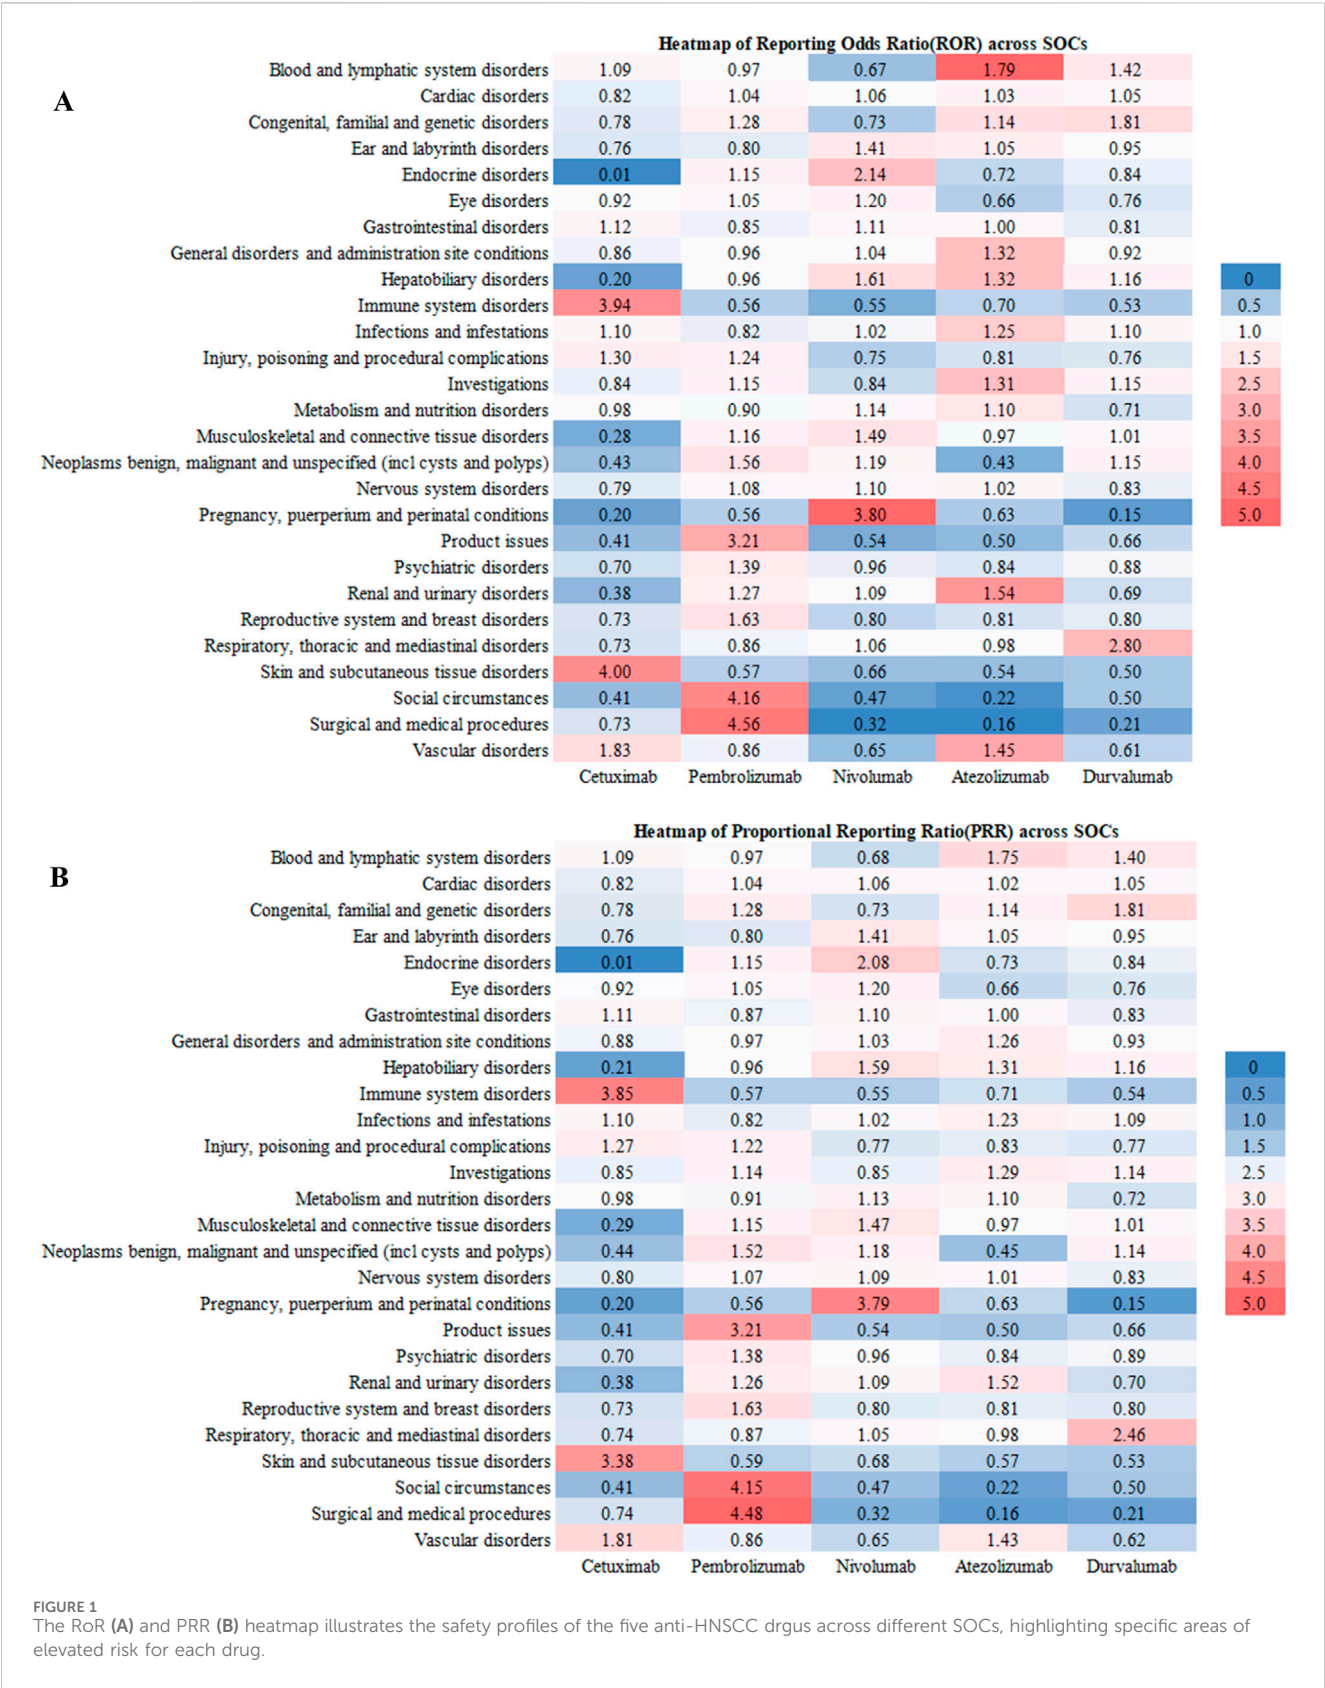 Heatmap of Reporting Odds Ratio(ROR) across SOCs
A
Blood and lymphatic system disorders 1.09 0.97 0.67 1.79 1.42
Cardiac disorders 0.82 1.04 1.06 1.03 1.05
Congenital, familial and genetic disorders 0.78 1.28 0.73 1.14 1.81
Ear and labyrinth disorders 0.76 0.80 1.41 1.05 0.95
Endocrine disorders 0.01 1.15 2.14 0.72 0.84
Eye disorders 0.92 1.05 1.20 0.66 0.76
Gastrointestinal disorders 1.12 0.85 1.11 1.00 0.81
General disorders and administration site conditions 0.86 0.96 1.04 1.32 0.92
Hepatobiliary disorders 0.20 0.96 1.61 1.32 1.16 0
Immune system disorders 3.94 0.56 0.55 0.70 0.53 0.5
Infections and infestations 1.10 0.82 1.02 1.25 1.10 1.0
Injury, poisoning and procedural complications 1.30 1.24 0.75 0.81 0.76 1.5
Investigations 0.84 1.15 0.84 1.31 1.15 2.5
Metabolism and nutrition disorders 0.98 0.90 1.14 1.10 0.71 3.0
Musculoskeletal and connective tissue disorders 0.28 1.16 1.49 0.97 1.01 3.5
Neoplasms benign, malignant and unspecified (incl cysts and polyps) 0.43 1.56 1.19 0.43 1.15 4.0
Nervous system disorders 0.79 1.08 1.10 1.02 0.83 4.5
Pregnancy, puerperium and perinatal conditions 0.20 0.56 3.80 0.63 0.15 5.0
Product issues 0.41 3.21 0.54 0.50 0.66
Psychiatric disorders 0.70 1.39 0.96 0.84 0.88
Renal and urinary disorders 0.38 1.27 1.09 1.54 0.69
Reproductive system and breast disorders 0.73 1.63 0.80 0.81 0.80
Respiratory, thoracic and mediastinal disorders 0.73 0.86 1.06 0.98 2.80
Skin and subcutaneous tissue disorders 4.00 0.57 0.66 0.54 0.50
Social circumstances 0.41 4.16 0.47 0.22 0.50
Surgical and medical procedures 0.73 4.56 0.32 0.16 0.21
Vascular disorders 1.83 0.86 0.65 1.45 0.61
Cetuximab Pembrolizumab Nivolumab Atezolizumab Durvalumab
Heatmap of Proportional Reporting Ratio(PRR) across SOCs
B
Blood and lymphatic system disorders 1.09 0.97 0.68 1.75 1.40
Cardiac disorders 0.82 1.04 1.06 1.02 1.05
Congenital, familial and genetic disorders 0.78 1.28 0.73 1.14 1.81
Ear and labyrinth disorders 0.76 0.80 1.41 1.05 0.95
Endocrine disorders 0.01 1.15 2.08 0.73 0.84
Eye disorders 0.92 1.05 1.20 0.66 0.76
Gastrointestinal disorders 1.11 0.87 1.10 1.00 0.83
General disorders and administration site conditions 0.88 0.97 1.03 1.26 0.93
Hepatobiliary disorders 0.21 0.96 1.59 1.31 1.16 0
Immune system disorders 3.85 0.57 0.55 0.71 0.54 0.5
Infections and infestations 1.10 0.82 1.02 1.23 1.09 1.0
Injury, poisoning and procedural complications 1.27 1.22 0.77 0.83 0.77 1.5
Investigations 0.85 1.14 0.85 1.29 1.14 2.5
Metabolism and nutrition disorders 0.98 0.91 1.13 1.10 0.72 3.0
Musculoskeletal and connective tissue disorders 0.29 1.15 1.47 0.97 1.01 3.5
Neoplasms benign, malignant and unspecified (incl cysts and polyps) 0.44 1.52 1.18 0.45 1.14 4.0
Nervous system disorders 0.80 1.07 1.09 1.01 0.83 4.5
Pregnancy, puerperium and perinatal conditions 0.20 0.56 3.79 0.63 0.15 5.0
Product issues 0.41 3.21 0.54 0.50 0.66
Psychiatric disorders 0.70 1.38 0.96 0.84 0.89
Renal and urinary disorders 0.38 1.26 1.09 1.52 0.70
Reproductive system and breast disorders 0.73 1.63 0.80 0.81 0.80
Respiratory, thoracic and mediastinal disorders 0.74 0.87 1.05 0.98 2.46
Skin and subcutaneous tissue disorders 3.38 0.59 0.68 0.57 0.53
Social circumstances 0.41 4.15 0.47 0.22 0.50
Surgical and medical procedures 0.74 4.48 0.32 0.16 0.21
Vascular disorders 1.81 0.86 0.65 1.43 0.62
Cetuximab Pembrolizumab Nivolumab Atezolizumab Durvalumab
FIGURE 1
The RoR (A) and PRR (B) heatmap illustrates the safety profiles of the five anti-HNSCC drgus across different SOCs, highlighting specific areas of
elevated risk for each drug.